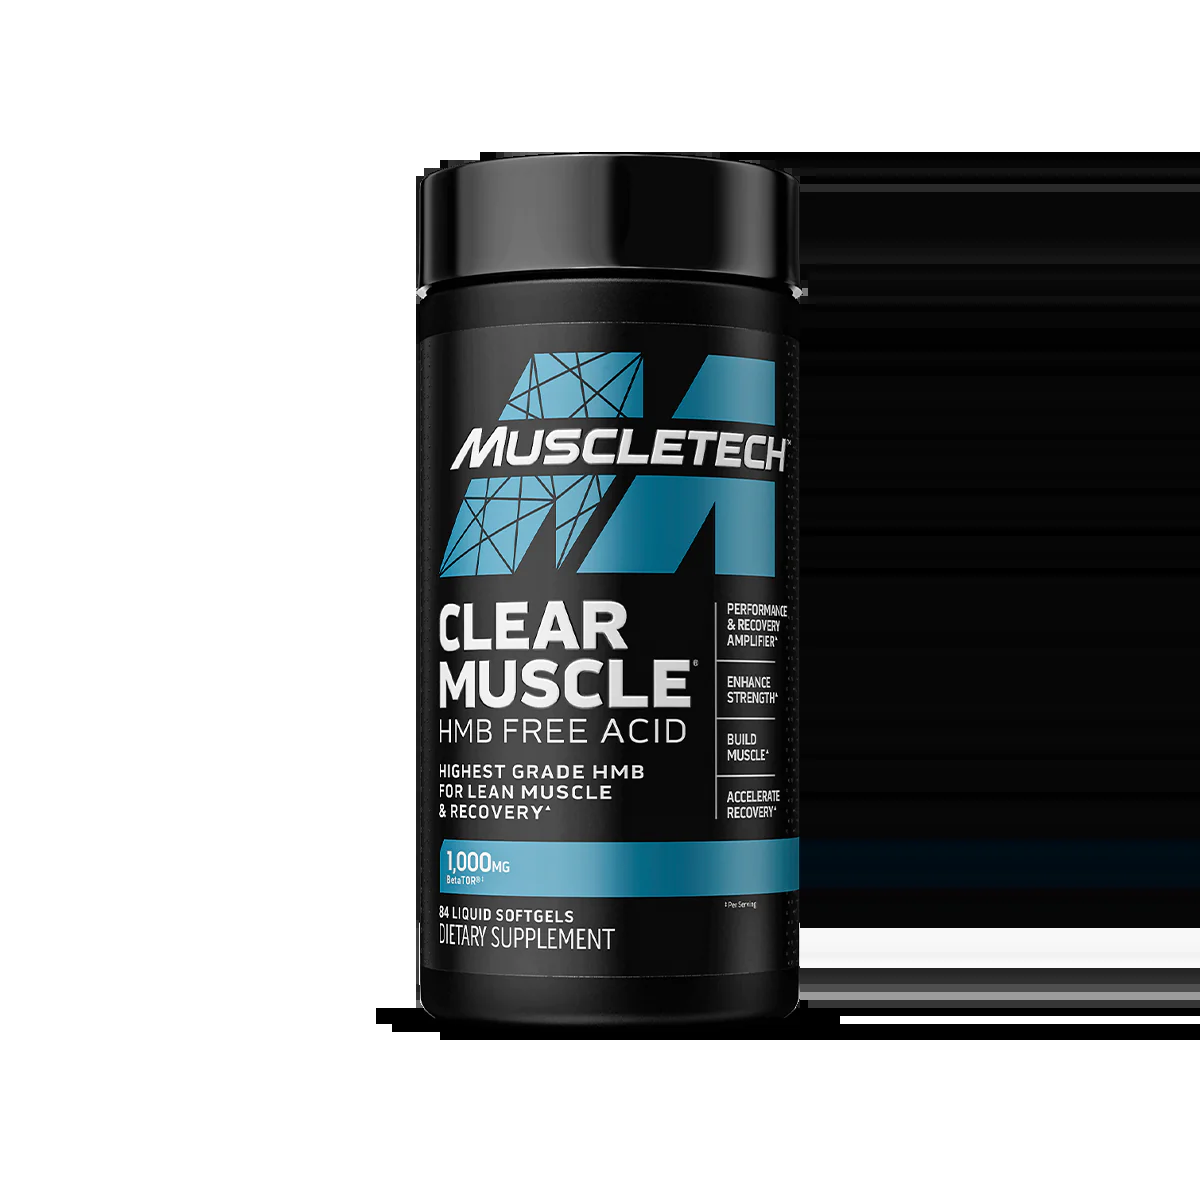 MUSCLETECH™
CLEAR
MUSCLE®
HMB FREE ACID
HIGHEST GRADE HMB
FOR LEAN MUSCLE
& RECOVERY▲
PERFORMANCE
& RECOVERY
AMPLIFIER▲
ENHANCE
STRENGTH▲
BUILD
MUSCLE▲
ACCELERATE
RECOVERY▲
1,000MG
BetaTOR®‡
‡Per Serving
84 LIQUID SOFTGELS
DIETARY SUPPLEMENT